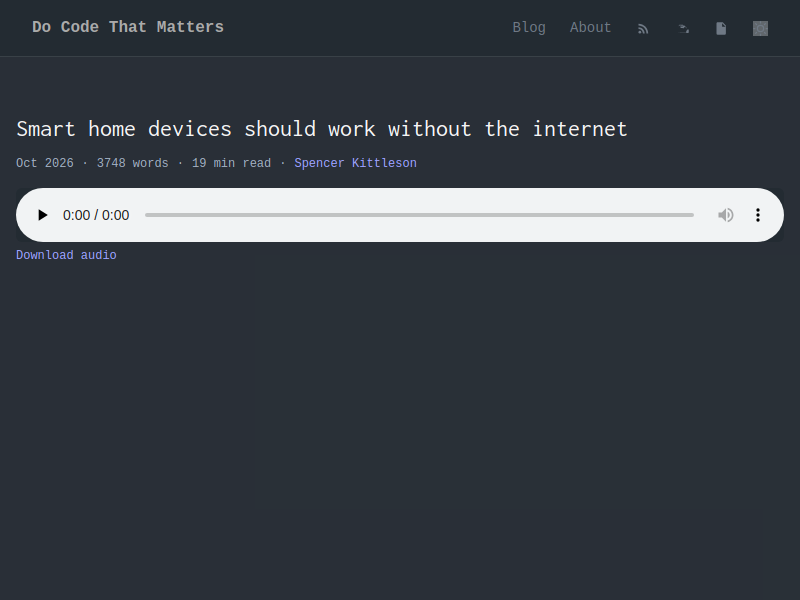 Do Code That Matters
Blog About
Smart home devices should work without the internet
Oct 2026 · 3748 words · 19 min read · Spencer Kittleson
0:00 / 0:00
Download audio